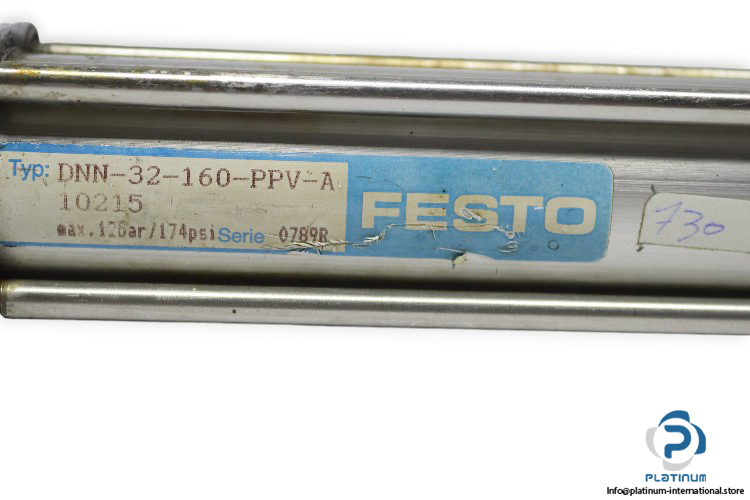 Typ: DNN-32-160-PPV-A
10215
max.12Bar/174psi Serie 0789R
FESTO
730
PLATINUM
Info@platinum-international.store